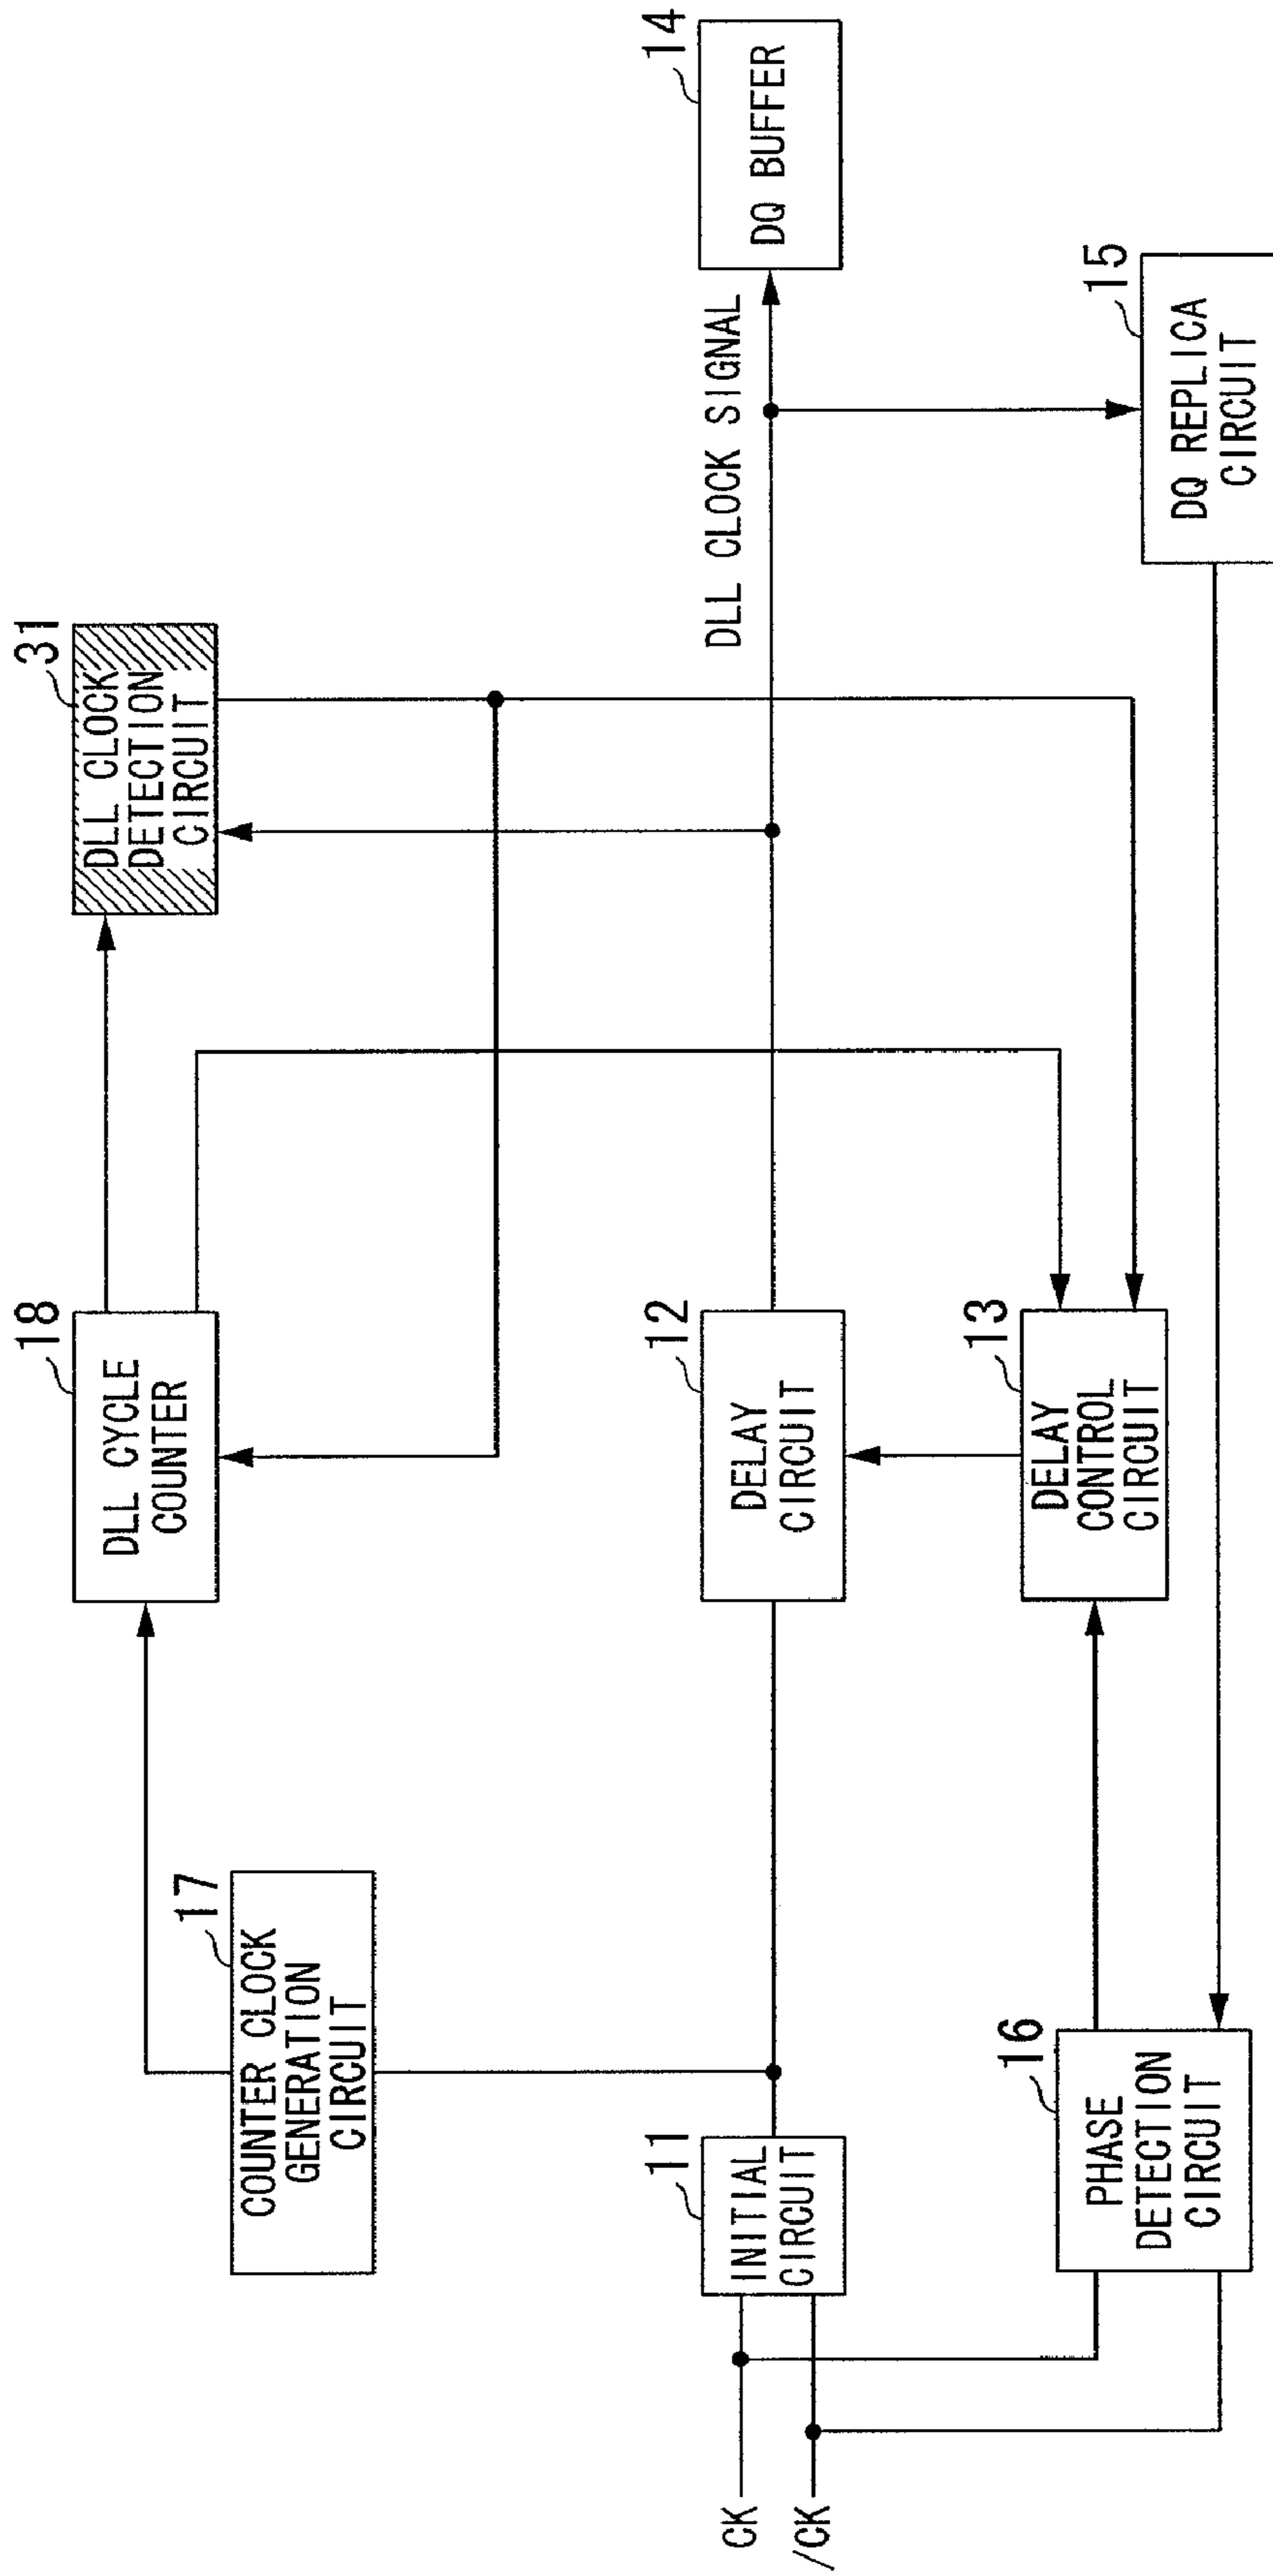 31
DLL CLOCK
DETECTION
CIRCUIT
18
DLL CYCLE
COUNTER
17
COUNTER CLOCK
GENERATION
CIRCUIT
14
DQ BUFFER
DLL CLOCK SIGNAL
12
DELAY
CIRCUIT
11
INITIAL
CIRCUIT
CK
/CK
13
DELAY
CONTROL
CIRCUIT
15
DQ REPLICA
CIRCUIT
16
PHASE
DETECTION
CIRCUIT